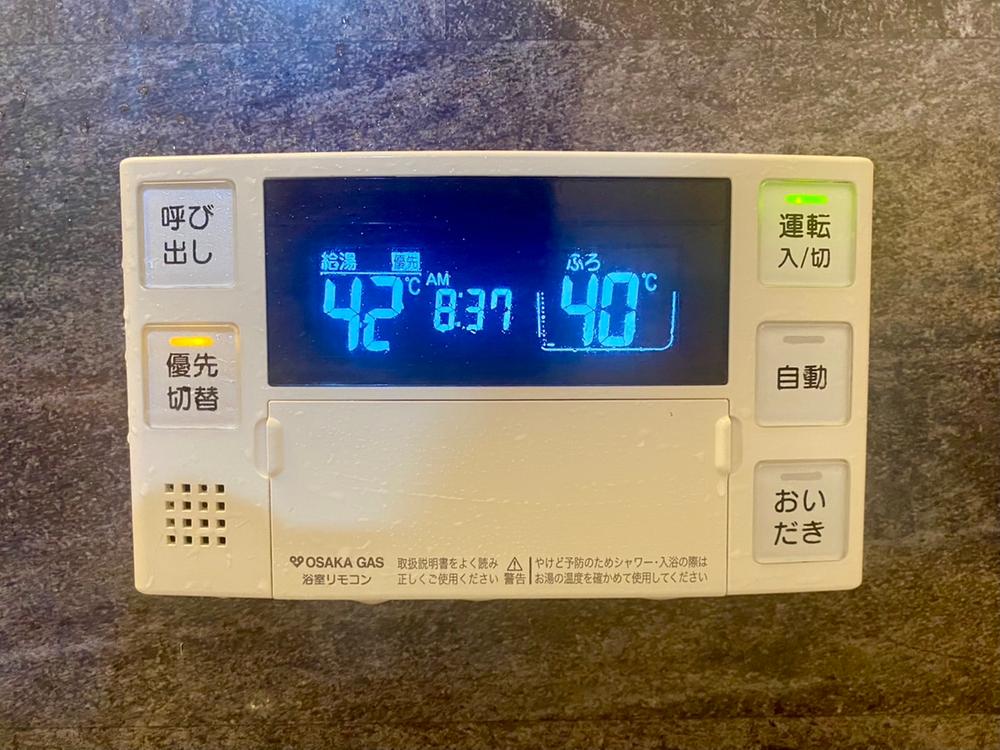 呼び
出し
優先
切替
給湯 優先
42℃
AM
8:37
ふろ
40℃
運転
入/切
自動
おい
だき
OSAKA GAS
浴室リモコン
取扱説明書をよく読み
正しくご使用ください
警告
やけど予防のためシャワー・入浴の際は
お湯の温度を確かめて使用してください